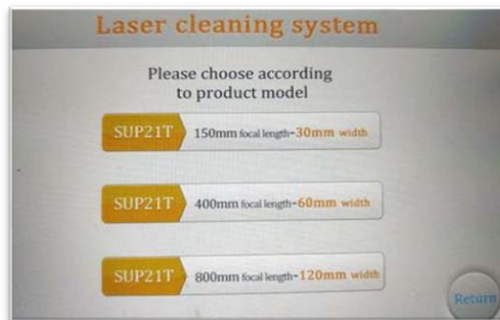 Laser cleaning system
Please choose according
to product model
SUP21T 150mm focal length-30mm width
SUP21T 400mm focal length-60mm width
SUP21T 800mm focal length-120mm width
Return